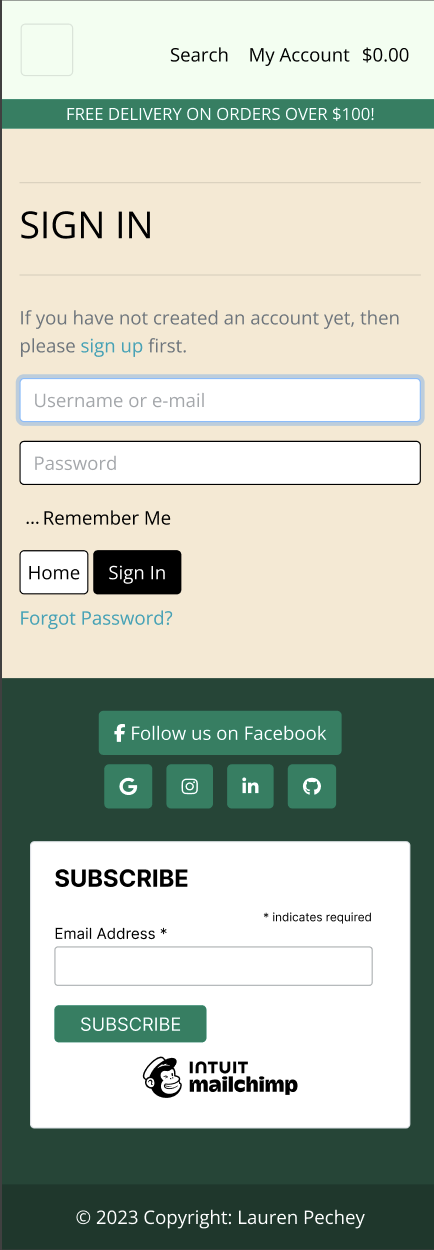 Search My Account $0.00
FREE DELIVERY ON ORDERS OVER $100!
SIGN IN
If you have not created an account yet, then
please sign up first.
Username or e-mail
Password
... Remember Me
Home Sign In
Forgot Password?
Follow us on Facebook
SUBSCRIBE
* indicates required
Email Address *
SUBSCRIBE
INTUIT
mailchimp
© 2023 Copyright: Lauren Pechey